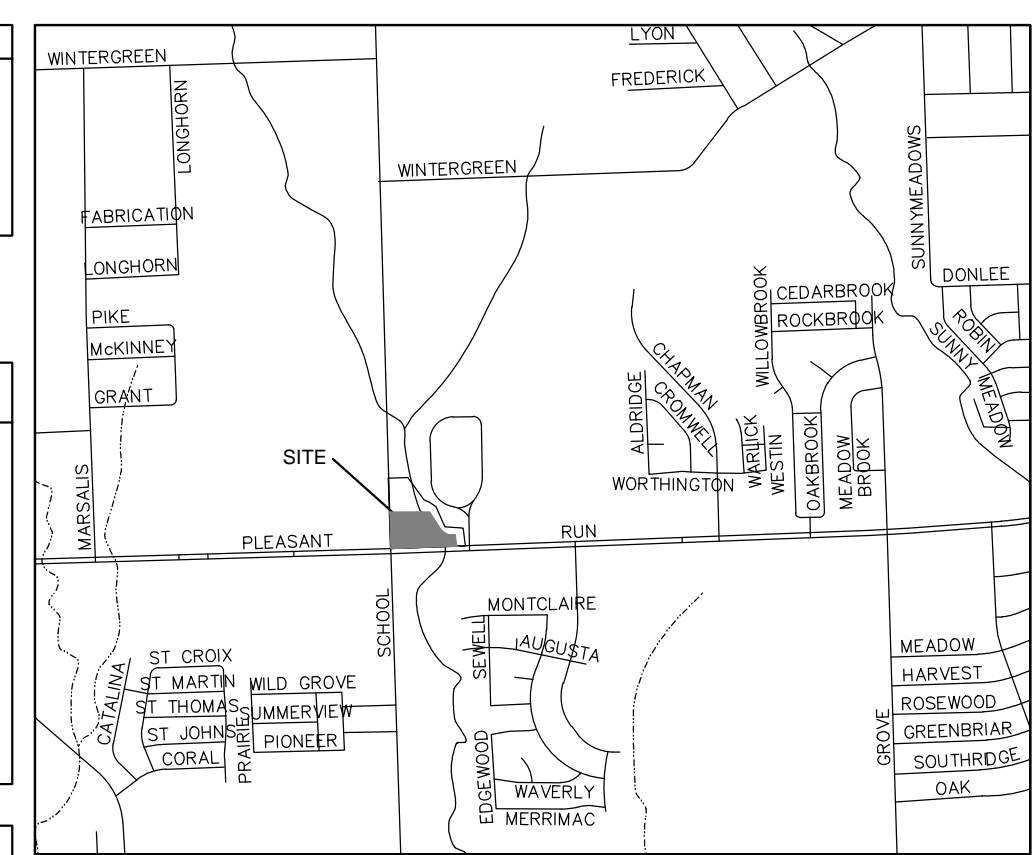 WINTERGREEN
LONGHORN
FABRICATION
LONGHORN
PIKE
McKINNEY
GRANT
MARSALIS
SITE
PLEASANT
RUN
WINTERGREEN
LYON
FREDERICK
SUNNYMEADOWS
DONLEE
ROBIN
SUNNY MEADOW
CEDARBROOK
ROCKBROOK
WILLOWBROOK
CHAPMAN
CROMWELL
ALDRIDGE
WORTHINGTON
WARLICK
WESTIN
OAKBROOK
MEADOW
BROOK
SCHOOL
ST CROIX
ST MARTIN
ST THOMAS
ST JOHNS
CORAL
CATALINA
PRAIRIE
WILD GROVE
SUMMERVIEW
PIONEER
MONTCLAIRE
SEWELL
AUGUSTA
EDGEWOOD
WAVERLY
MERRIMAC
GROVE
MEADOW
HARVEST
ROSEWOOD
GREENBRIAR
SOUTHRIDGE
OAK